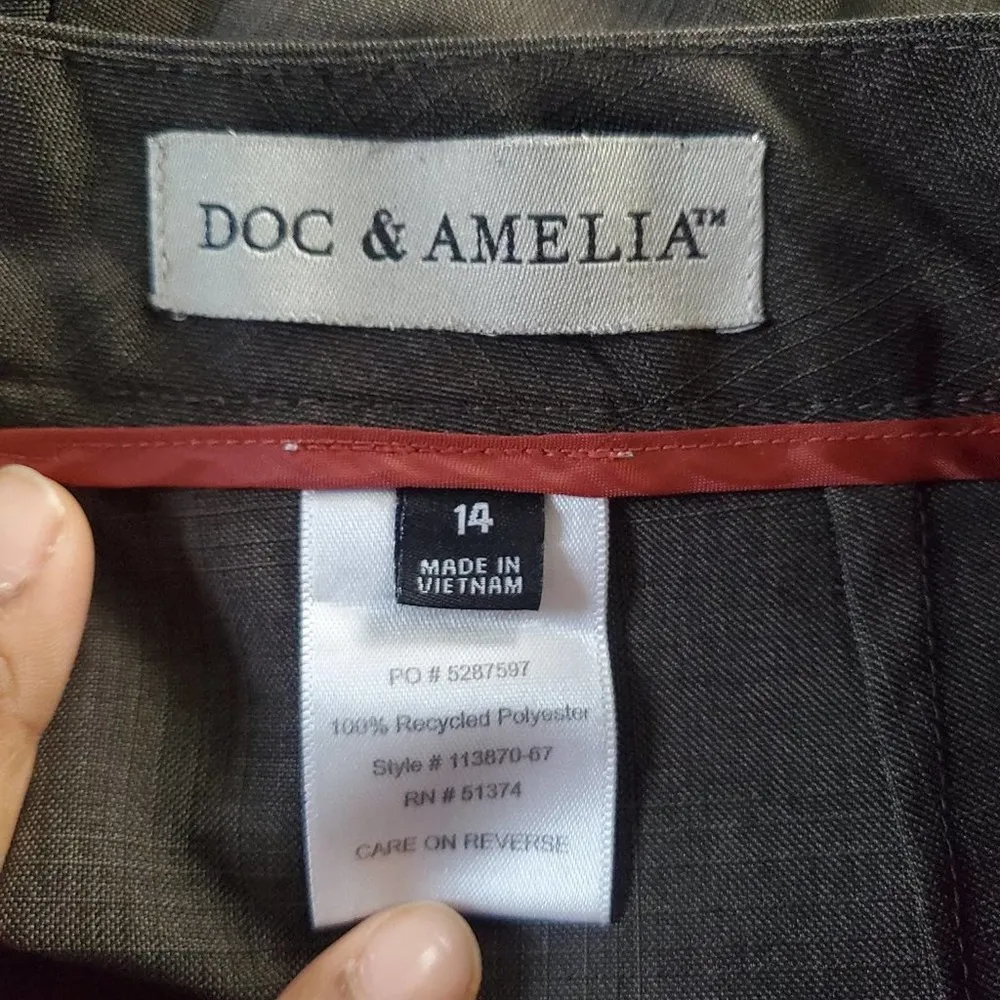 DOC & AMELIA™
14
MADE IN
VIETNAM
PO # 5287597
100% Recycled Polyester
Style # 113870-67
RN # 51374
CARE ON REVERSE